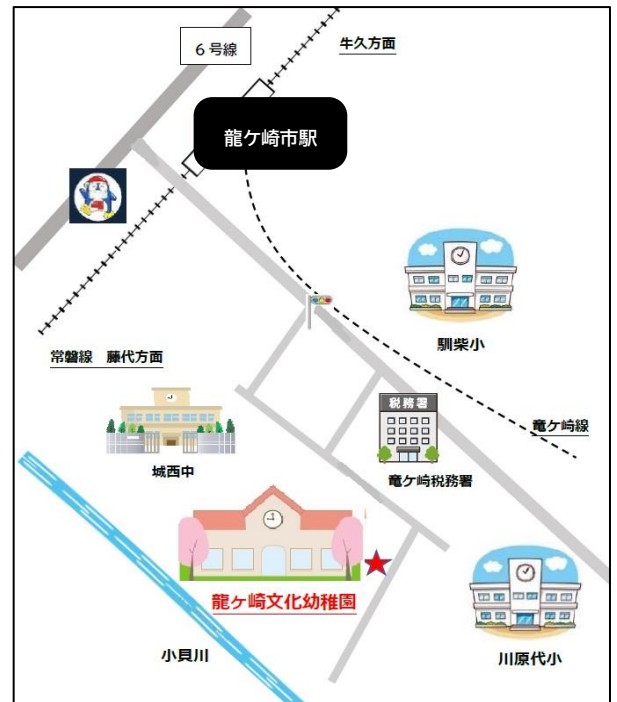 6号線
牛久方面
龍ケ崎市駅
馴柴小
常磐線 藤代方面
税務署
竜ケ崎線
城西中
竜ケ崎税務署
龍ヶ崎文化幼稚園
小貝川
川原代小